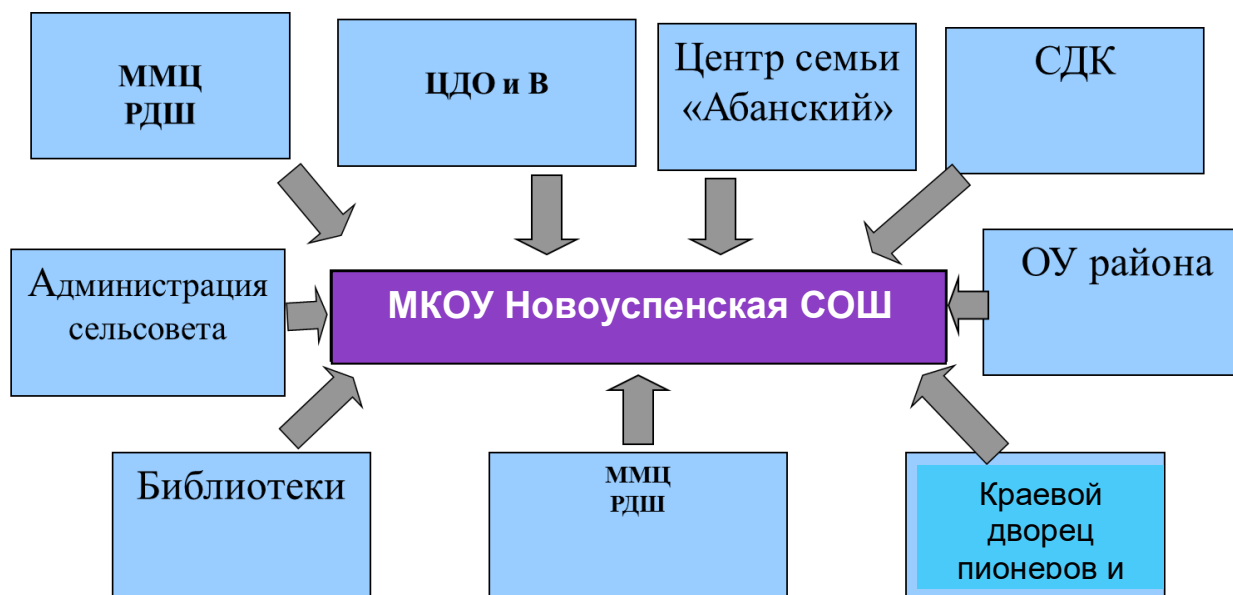 ММЦ
РДШ
ЦДО и В
Центр семьи
«Абанский»
СДК
Администрация
сельсовета
МКОУ Новоуспенская СОШ
ОУ района
Библиотеки
ММЦ
РДШ
Краевой
дворец
пионеров и